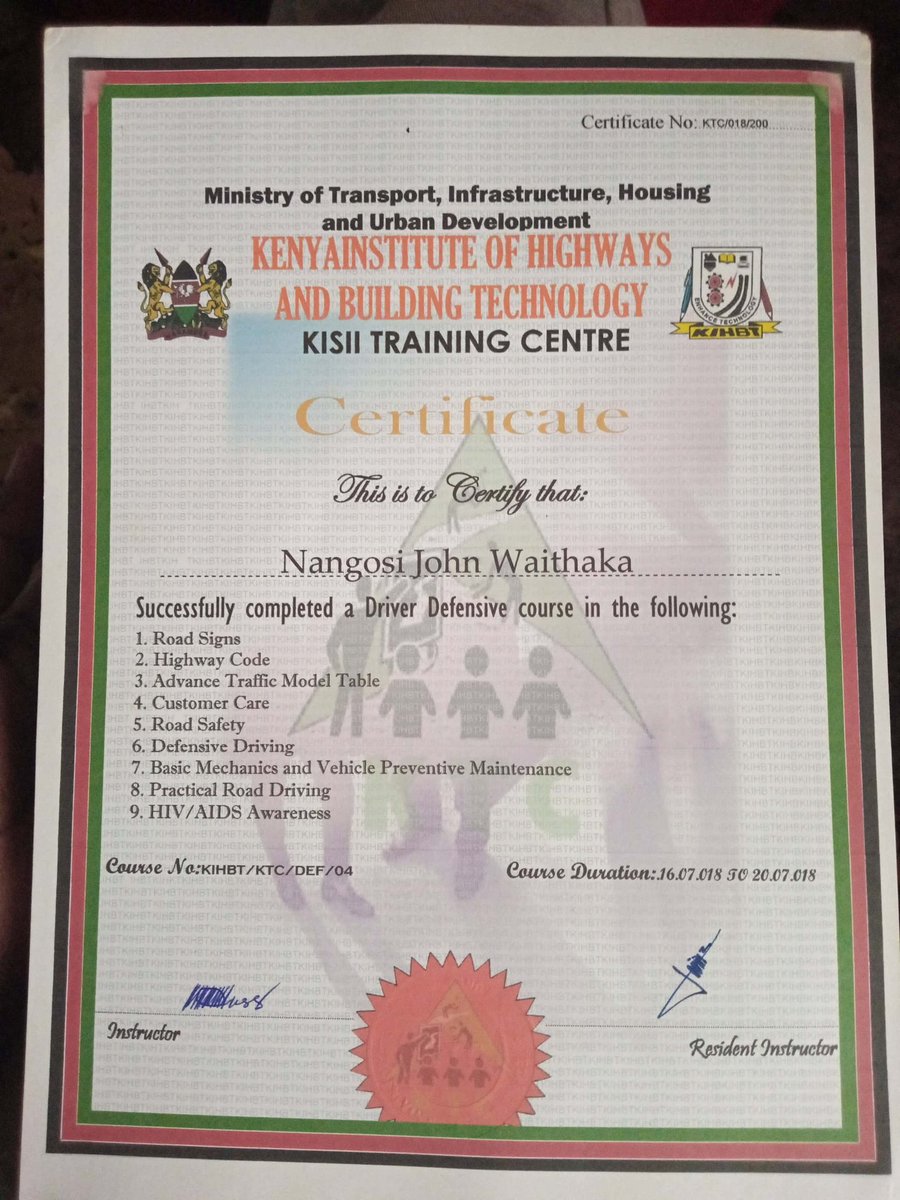 Certificate No: KTC/018/200
Ministry of Transport, Infrastructure, Housing
and Urban Development
KENYAINSTITUTE OF HIGHWAYS
AND BUILDING TECHNOLOGY
KISII TRAINING CENTRE
ENHANCE TECHNOLOGY
KIHBT
Certificate
This is to Certify that:
Nangosi John Waithaka
Successfully completed a Driver Defensive course in the following:
1. Road Signs
2. Highway Code
3. Advance Traffic Model Table
4. Customer Care
5. Road Safety
6. Defensive Driving
7. Basic Mechanics and Vehicle Preventive Maintenance
8. Practical Road Driving
9. HIV/AIDS Awareness
Course No:KIHBT/KTC/DEF/04
Course Duration:.16.07.018 TO 20.07.018
Instructor
Resident Instructor